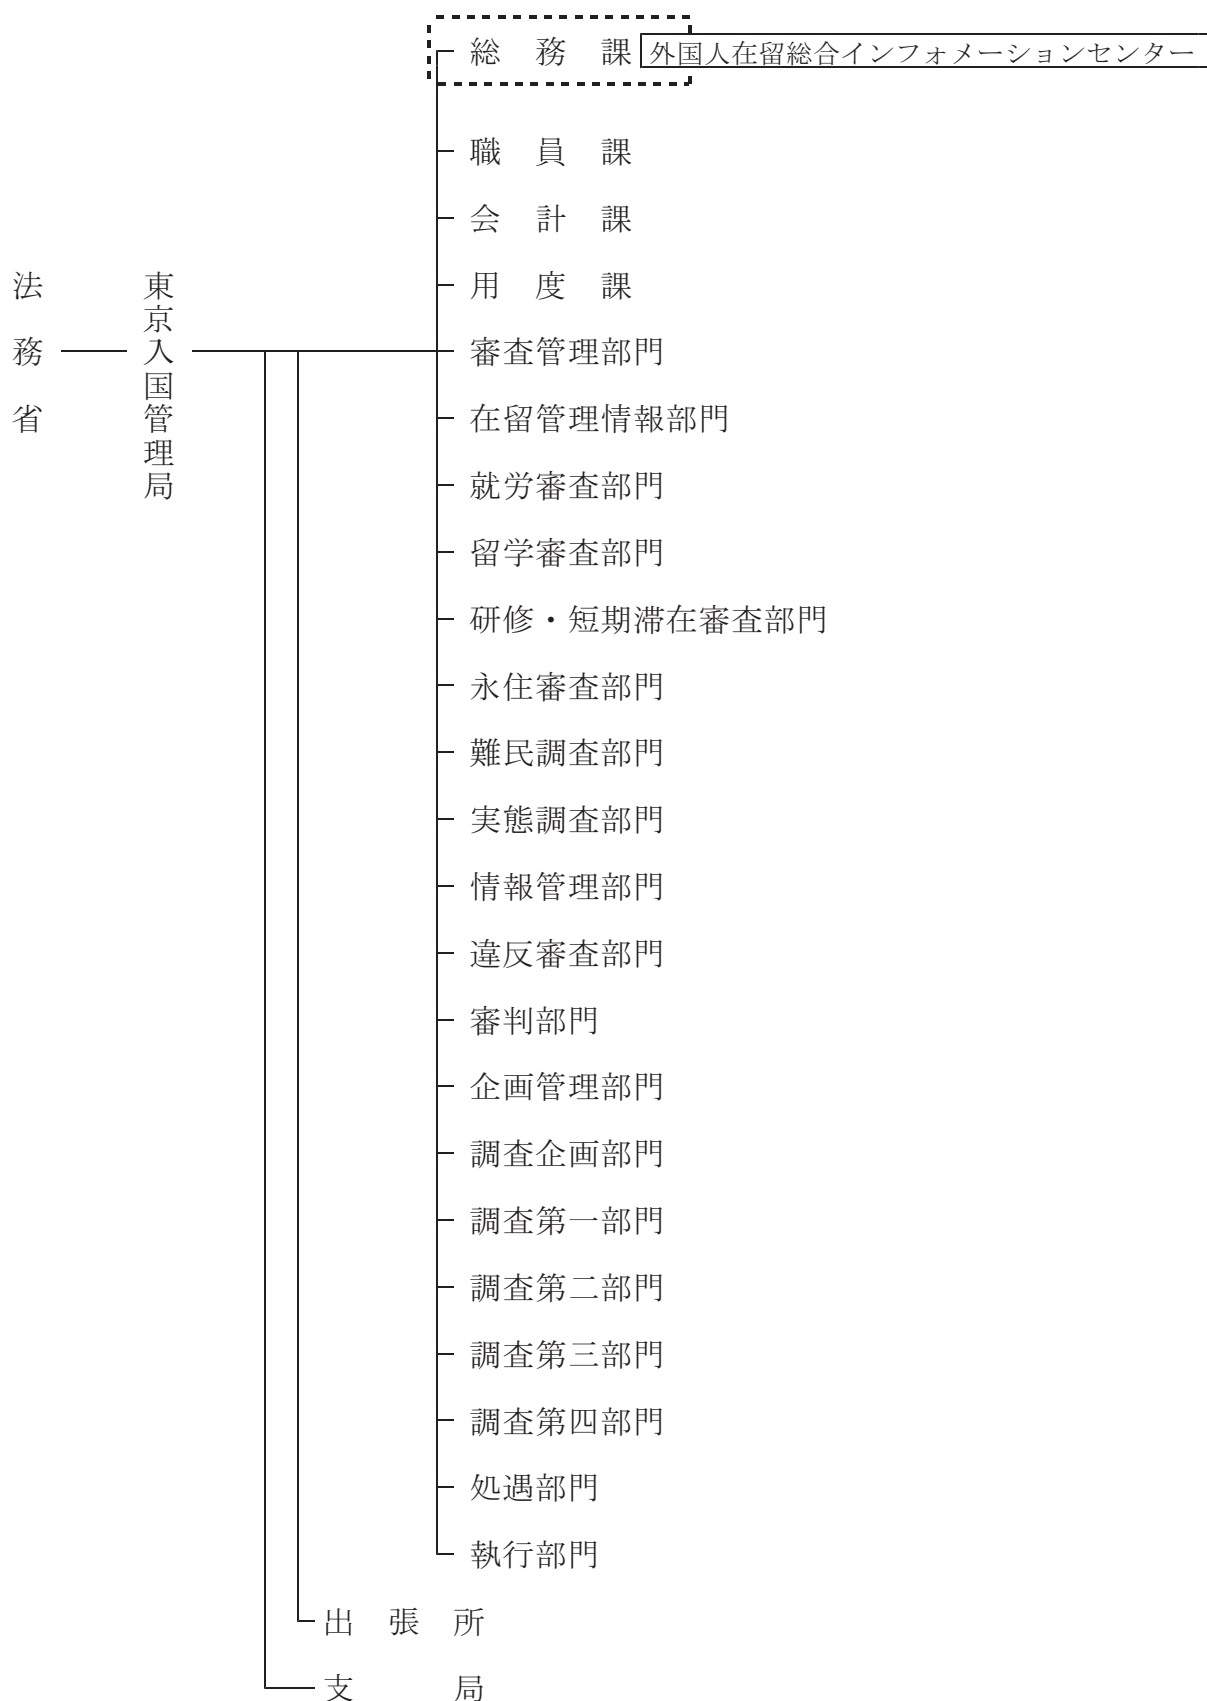 法務省
東京入国管理局
総務課
外国人在留総合インフォメーションセンター
職員課
会計課
用度課
審査管理部門
在留管理情報部門
就労審査部門
留学審査部門
研修・短期滞在審査部門
永住審査部門
難民調査部門
実態調査部門
情報管理部門
違反審査部門
審判部門
企画管理部門
調査企画部門
調査第一部門
調査第二部門
調査第三部門
調査第四部門
処遇部門
執行部門
出張所
支局